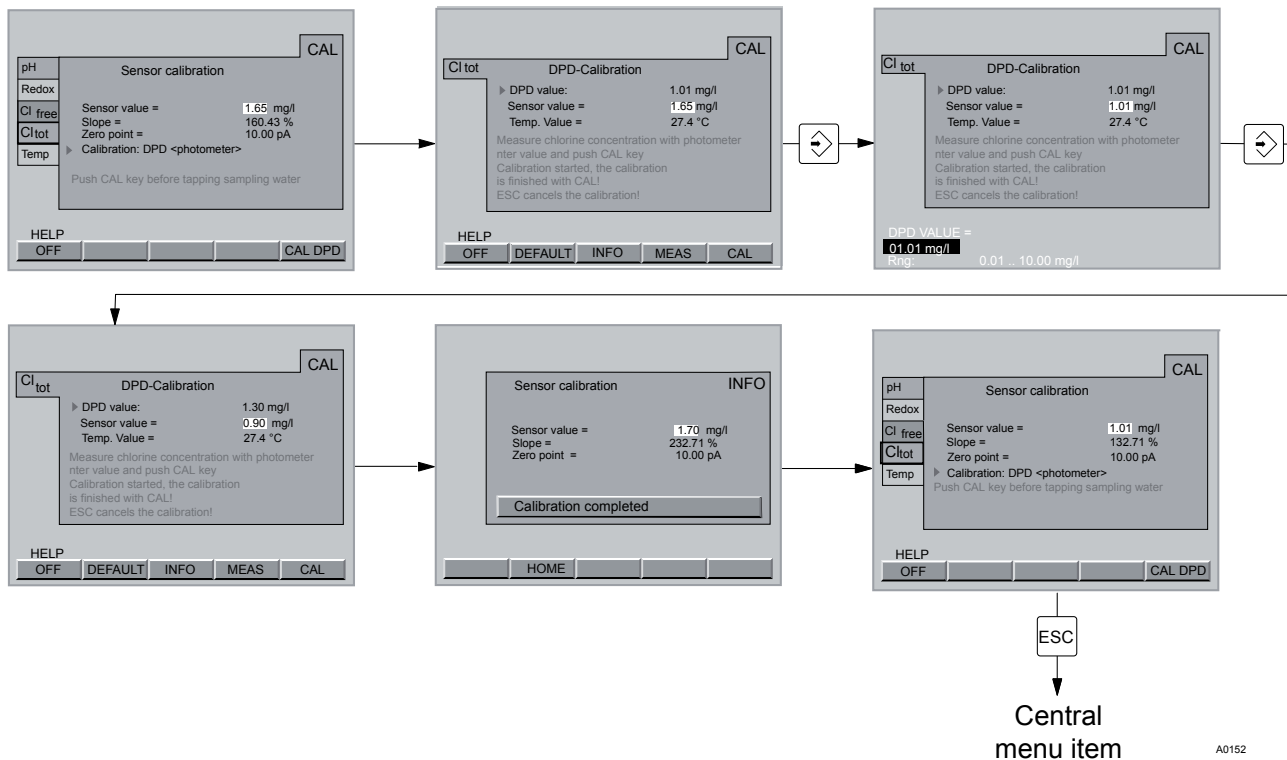 CAL
pH
Sensor calibration
Redox
Cl free
Sensor value = 1.65 mg/l
Slope = 160.43 %
Cl tot
Zero point = 10.00 pA
Temp
Calibration: DPD <photometer>
Push CAL key before tapping sampling water
HELP
OFF CAL DPD
CAL
Cl tot
DPD-Calibration
DPD value: 1.01 mg/l
Sensor value = 1.65 mg/l
Temp. Value = 27.4 °C
Measure chlorine concentration with photometer
nter value and push CAL key
Calibration started, the calibration
is finished with CAL!
ESC cancels the calibration!
HELP
OFF DEFAULT INFO MEAS CAL
CAL
Cl tot
DPD-Calibration
DPD value: 1.01 mg/l
Sensor value = 1.01 mg/l
Temp. Value = 27.4 °C
Measure chlorine concentration with photometer
nter value and push CAL key
Calibration started, the calibration
is finished with CAL!
ESC cancels the calibration!
DPD VALUE =
01.01 mg/l
Rng: 0.01 .. 10.00 mg/l
CAL
Cl tot
DPD-Calibration
DPD value: 1.30 mg/l
Sensor value = 0.90 mg/l
Temp. Value = 27.4 °C
Measure chlorine concentration with photometer
nter value and push CAL key
Calibration started, the calibration
is finished with CAL!
ESC cancels the calibration!
HELP
OFF DEFAULT INFO MEAS CAL
Sensor calibration INFO
Sensor value = 1.70 mg/l
Slope = 232.71 %
Zero point = 10.00 pA
Calibration completed
HOME
CAL
pH
Sensor calibration
Redox
Cl free
Sensor value = 1.01 mg/l
Slope = 132.71 %
Cl tot
Zero point = 10.00 pA
Temp
Calibration: DPD <photometer>
Push CAL key before tapping sampling water
HELP
OFF CAL DPD
ESC
Central
menu item
A0152